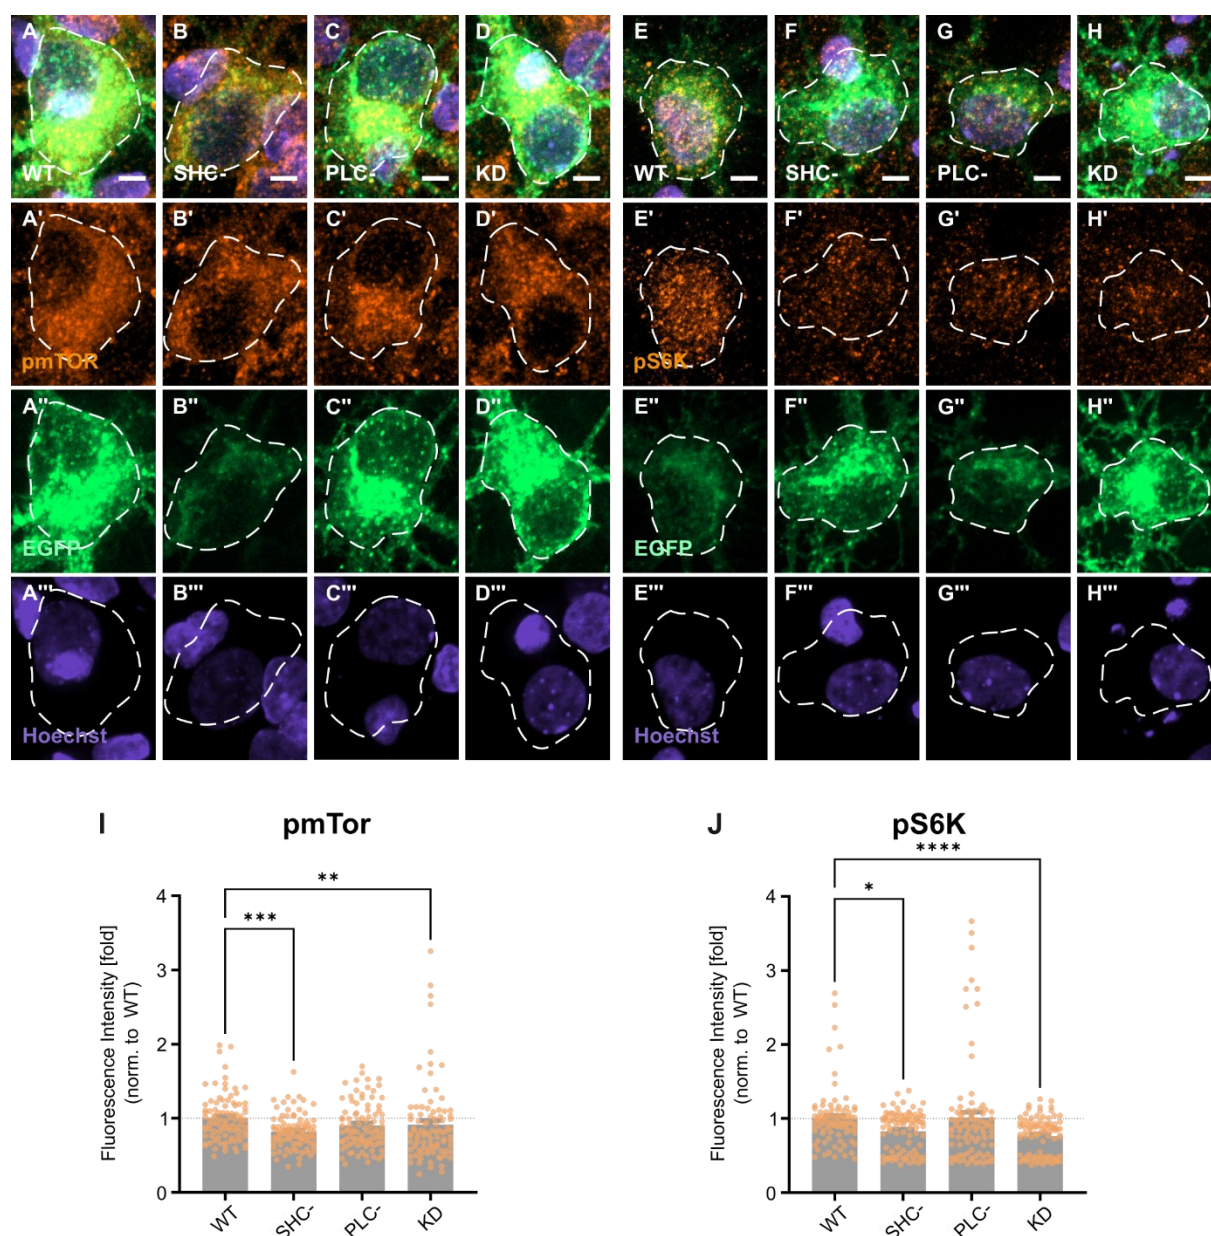 A B C D E F G H
WT SHC- PLC- KD WT SHC- PLC- KD
A' B' C' D' E' F' G' H'
pmTOR pS6K
A'' B'' C'' D'' E'' F'' G'' H''
EGFP EGFP
A''' B''' C''' D''' E''' F''' G''' H'''
Hoechst Hoechst
I pmTor
Fluorescence Intensity [fold]
(norm. to WT)
4
3
2
1
0
***
**
WT SHC- PLC- KD
J pS6K
Fluorescence Intensity [fold]
(norm. to WT)
4
3
2
1
0
*
****
WT SHC- PLC- KD